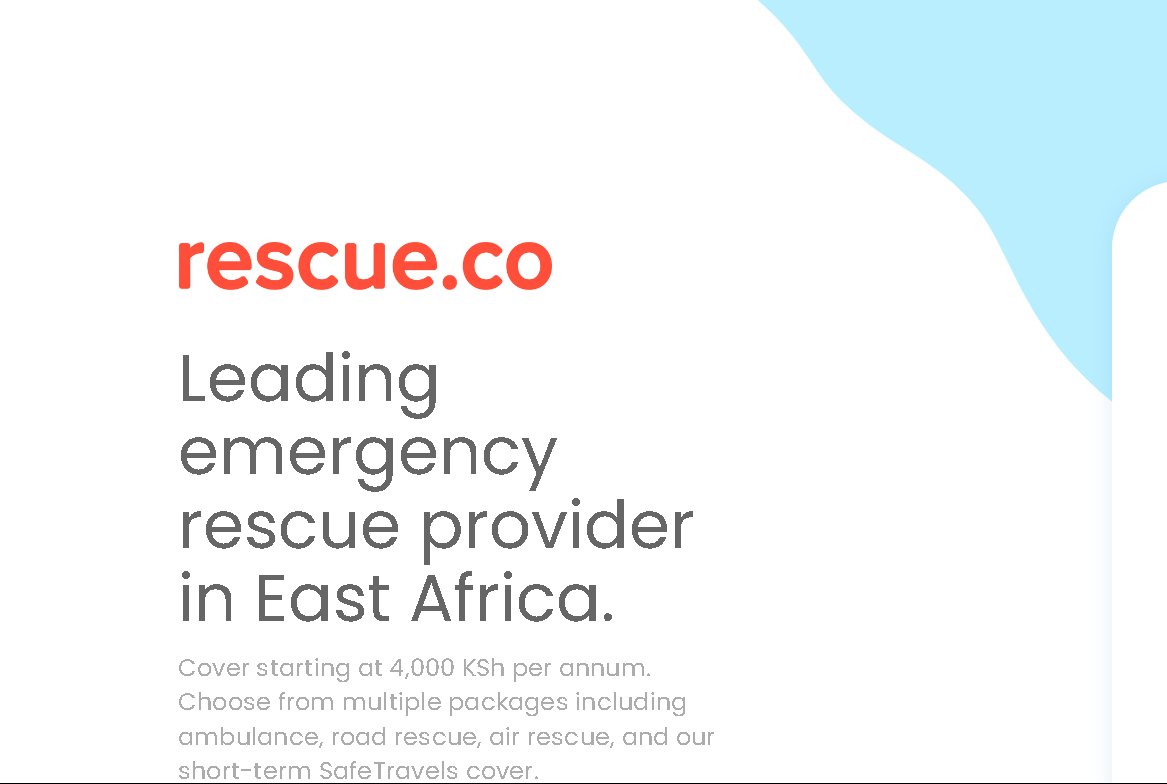 rescue.co
Leading
emergency
rescue provider
in East Africa.
Cover starting at 4,000 KSh per annum.
Choose from multiple packages including
ambulance, road rescue, air rescue, and our
short-term SafeTravels cover.